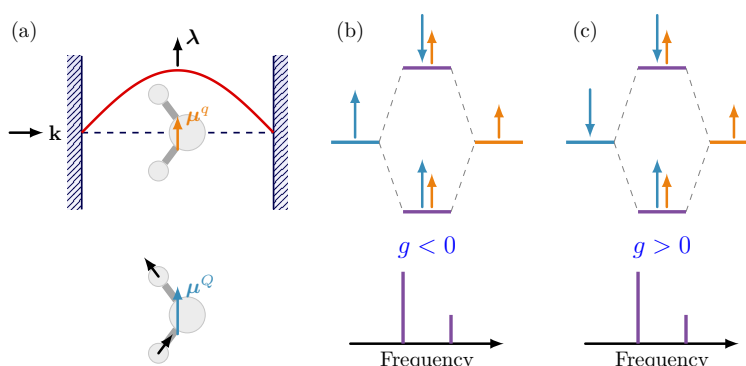 (a)
λ
μ^q
k
μ^Q
(b)
g < 0
Frequency
(c)
g > 0
Frequency